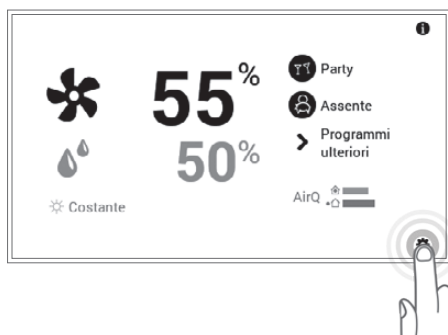 55%
50%
Costante
Party
Assente
Programmi
ulteriori
AirQ